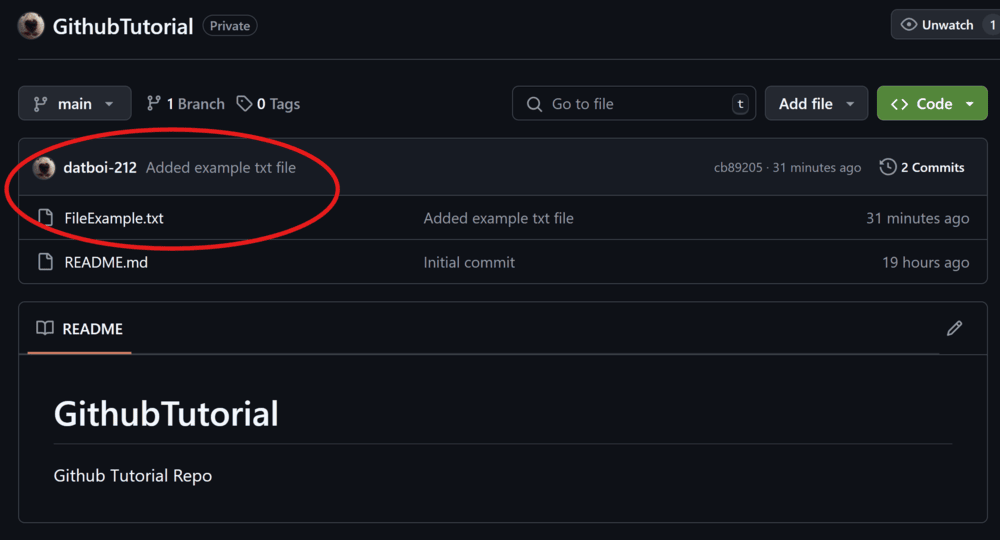 GithubTutorial Private Unwatch 1
main 1 Branch 0 Tags Go to file t Add file Code
datboi-212 Added example txt file cb89205 · 31 minutes ago 2 Commits
FileExample.txt Added example txt file 31 minutes ago
README.md Initial commit 19 hours ago
README
GithubTutorial
Github Tutorial Repo